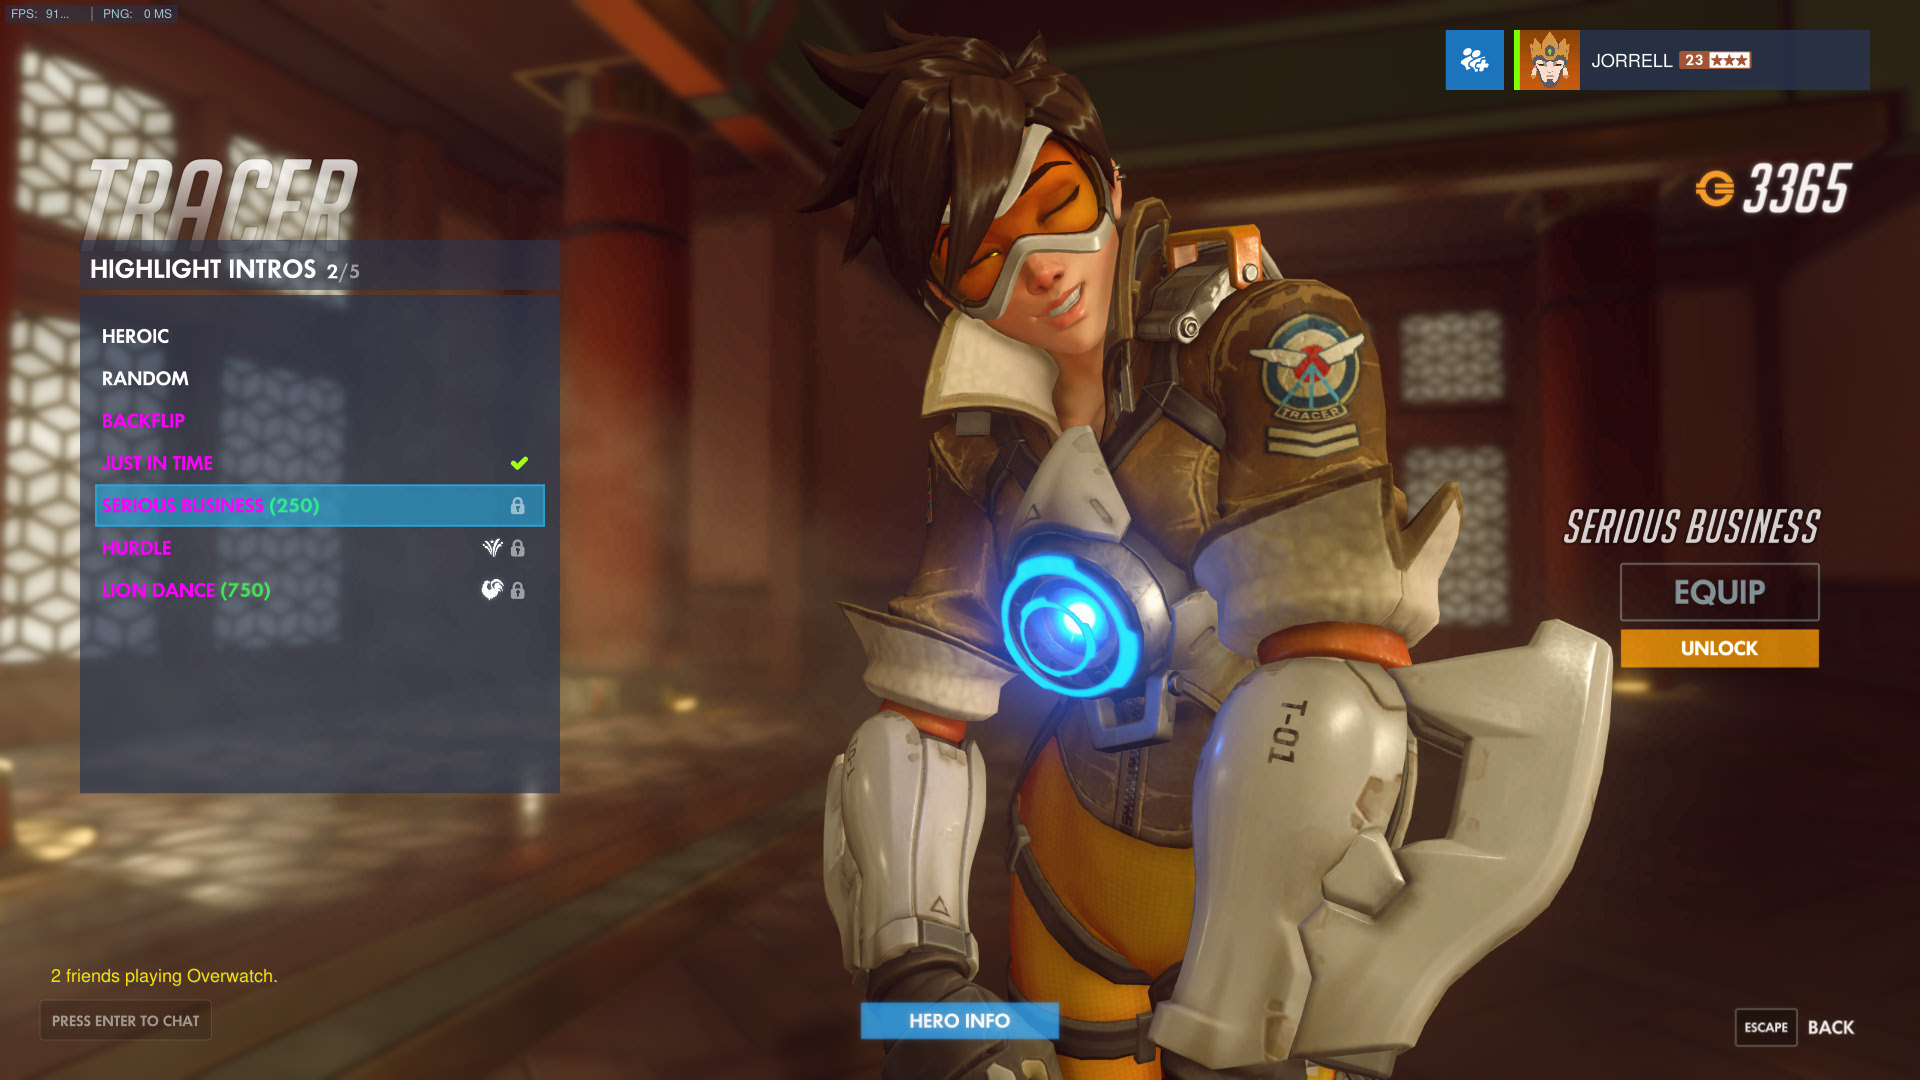 FPS: 91... | PNG: 0 MS
JORRELL 23
TRACER
3365
HIGHLIGHT INTROS 2/5
HEROIC
RANDOM
BACKFLIP
JUST IN TIME
SERIOUS BUSINESS (250)
HURDLE
LION DANCE (750)
TRACER
T-01
SERIOUS BUSINESS
EQUIP
UNLOCK
2 friends playing Overwatch.
PRESS ENTER TO CHAT
HERO INFO
ESCAPE BACK